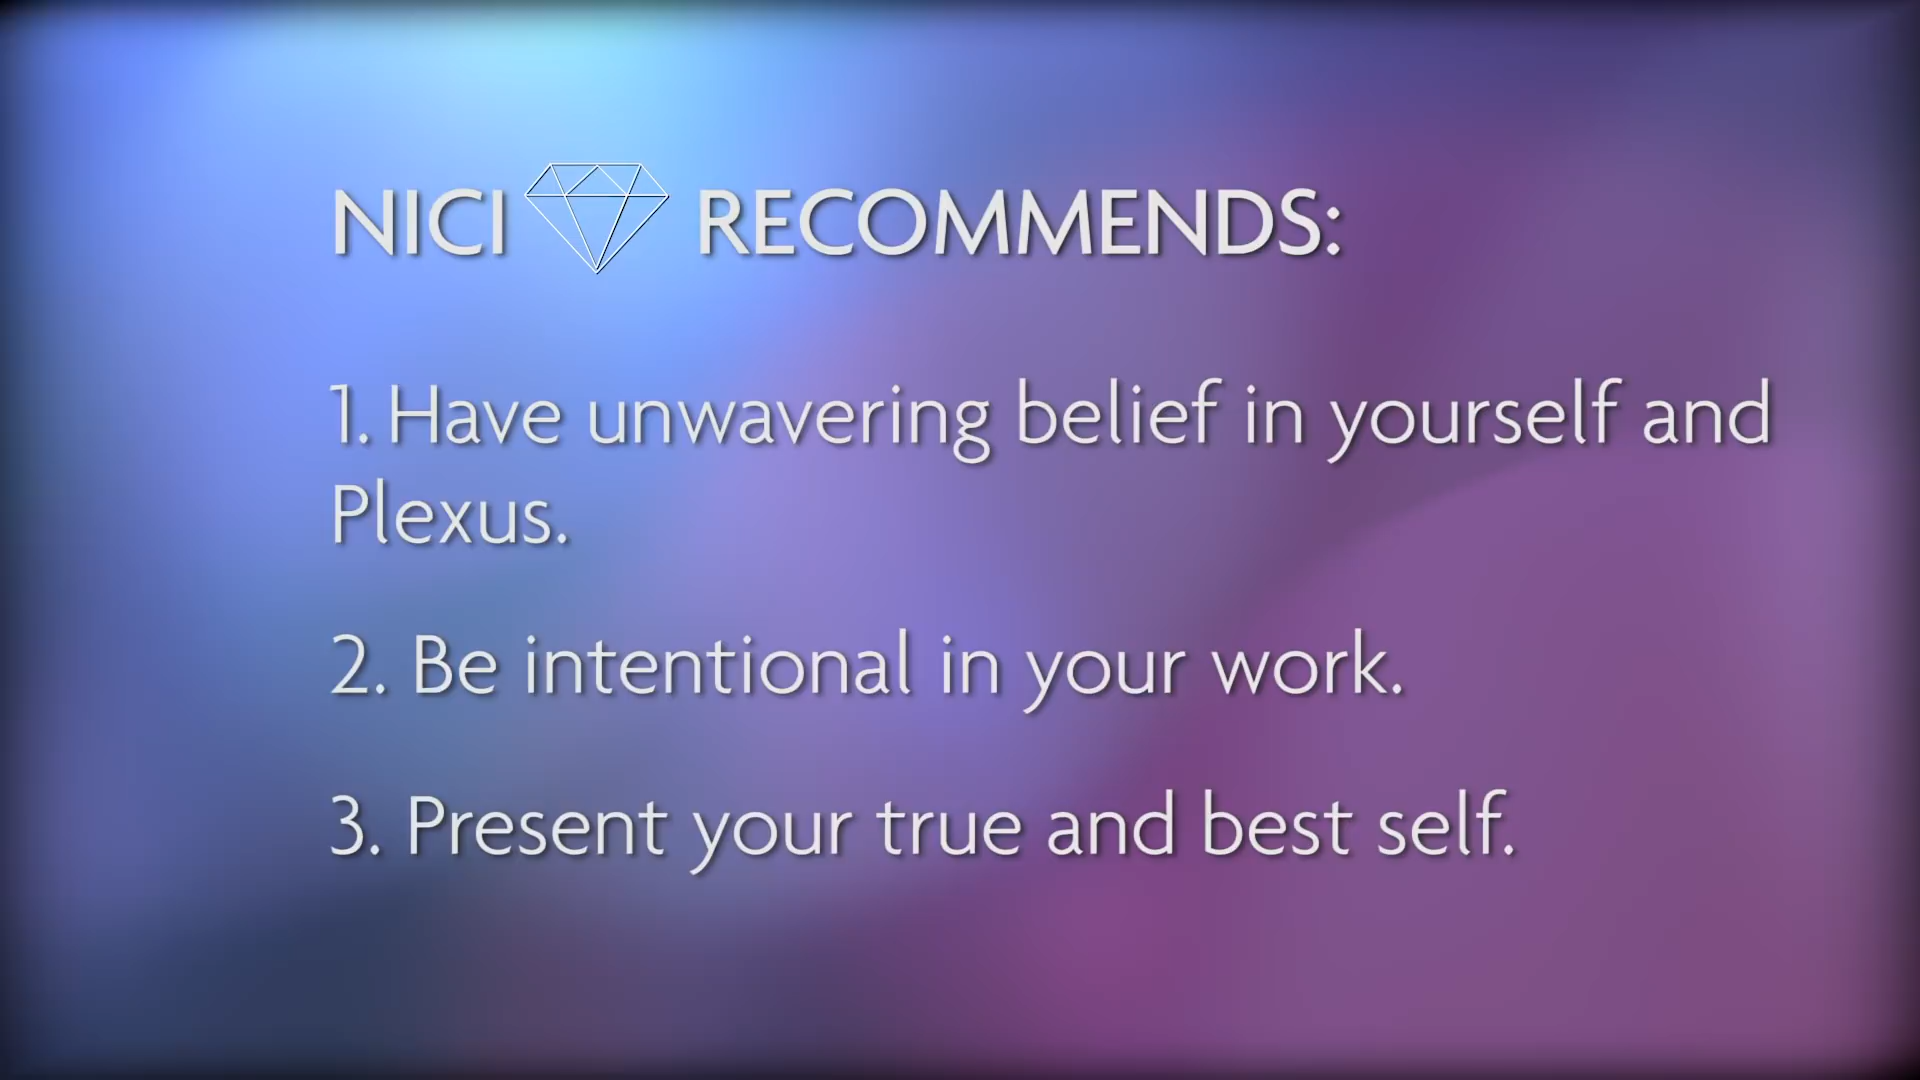 NICI RECOMMENDS:
1. Have unwavering belief in yourself and
Plexus.
2. Be intentional in your work.
3. Present your true and best self.